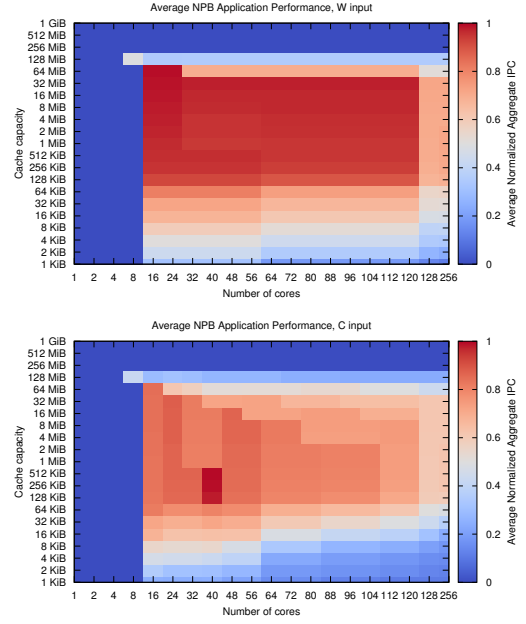 Average NPB Application Performance, W input
1 GiB
512 MiB
256 MiB
128 MiB
64 MiB
32 MiB
16 MiB
8 MiB
4 MiB
2 MiB
1 MiB
512 KiB
256 KiB
128 KiB
64 KiB
32 KiB
16 KiB
8 KiB
4 KiB
2 KiB
1 KiB
Cache capacity
1 2 4 8 16 24 32 40 48 56 64 72 80 88 96 104 112 120 128 256
Number of cores
1
0.8
0.6
0.4
0.2
0
Average Normalized Aggregate IPC
Average NPB Application Performance, C input
1 GiB
512 MiB
256 MiB
128 MiB
64 MiB
32 MiB
16 MiB
8 MiB
4 MiB
2 MiB
1 MiB
512 KiB
256 KiB
128 KiB
64 KiB
32 KiB
16 KiB
8 KiB
4 KiB
2 KiB
1 KiB
Cache capacity
1 2 4 8 16 24 32 40 48 56 64 72 80 88 96 104 112 120 128 256
Number of cores
1
0.8
0.6
0.4
0.2
0
Average Normalized Aggregate IPC